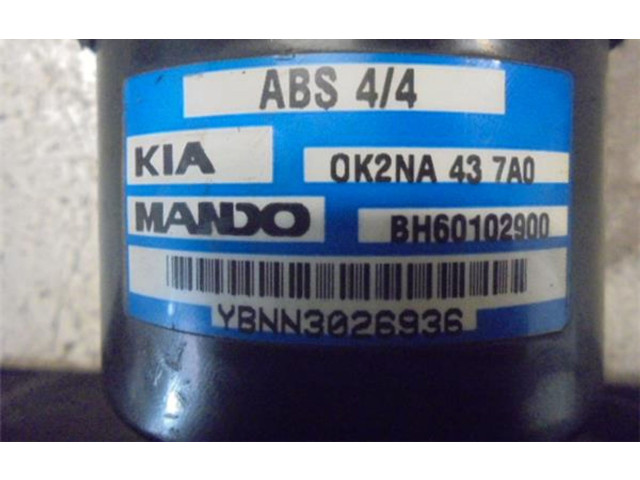 ABS 4/4
KIA 0K2NA 43 7A0
MANDO BH60102900
YBNN3026936